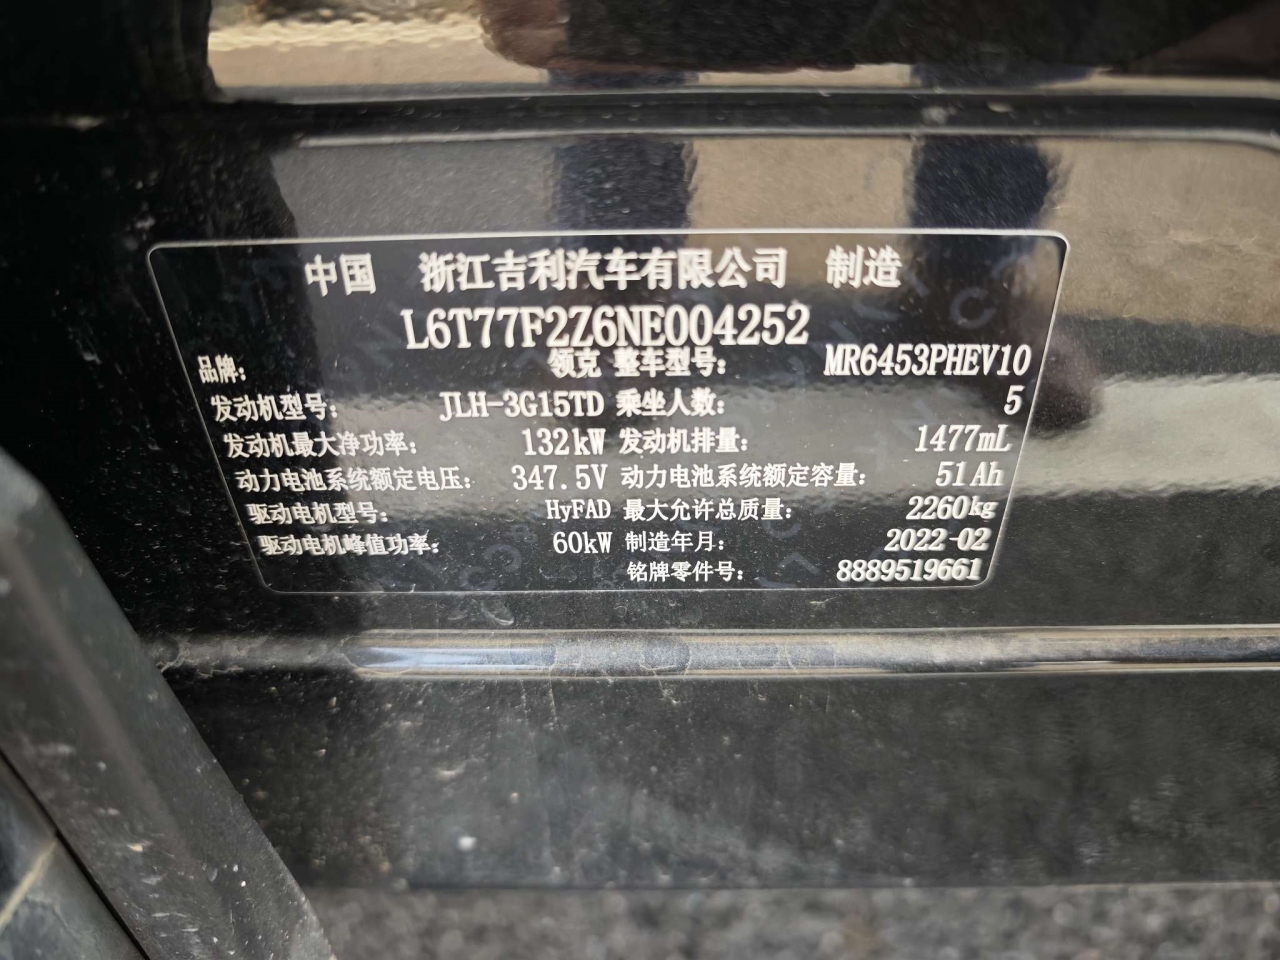 中国 浙江吉利汽车有限公司 制造
L6T77F2Z6NE004252
品牌: 领克 整车型号: MR6453PHEV10
发动机型号: JLH-3G15TD 乘坐人数: 5
发动机最大净功率: 132kW 发动机排量: 1477mL
动力电池系统额定电压: 347.5V 动力电池系统额定容量: 51Ah
驱动电机型号: HyFAD 最大允许总质量: 2260kg
驱动电机峰值功率: 60kW 制造年月: 2022-02
铭牌零件号: 8889519661